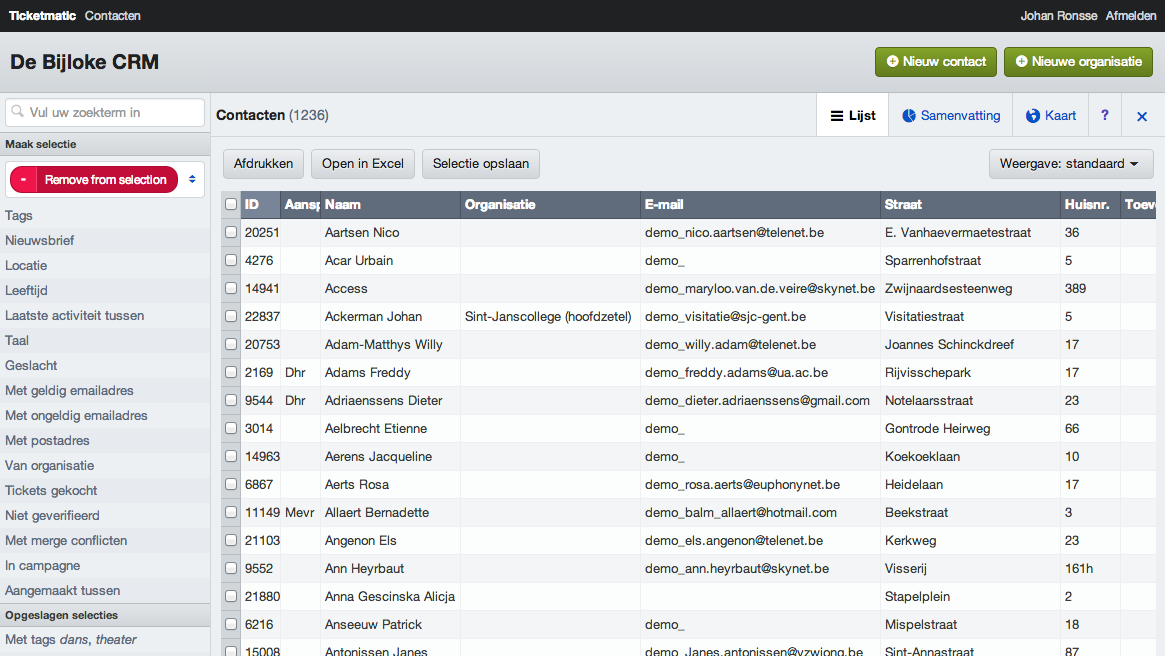 Ticketmatic Contacten Johan Ronsse Afmelden
De Bijloke CRM Nieuw contact Nieuwe organisatie
Vul uw zoekterm in
Contacten (1236) Lijst Samenvatting Kaart ?
Maak selectie
- Remove from selection
Tags
Nieuwsbrief
Locatie
Leeftijd
Laatste activiteit tussen
Taal
Geslacht
Met geldig emailadres
Met ongeldig emailadres
Met postadres
Van organisatie
Tickets gekocht
Niet geverifieerd
Met merge conflicten
In campagne
Aangemaakt tussen
Opgeslagen selecties
Met tags dans, theater
Afdrukken Open in Excel Selectie opslaan Weergave: standaard
ID Aansp Naam Organisatie E-mail Straat Huisnr. Toev
20251 Aartsen Nico demo_nico.aartsen@telenet.be E. Vanhaevermaetestraat 36
4276 Acar Urbain demo_ Sparrenhofstraat 5
14941 Access demo_maryloo.van.de.veire@skynet.be Zwijnaardsesteenweg 389
22837 Ackerman Johan Sint-Janscollege (hoofdzetel) demo_visitatie@sjc-gent.be Visitatiestraat 5
20753 Adam-Matthys Willy demo_willy.adam@telenet.be Joannes Schinckdreef 17
2169 Dhr Adams Freddy demo_freddy.adams@ua.ac.be Rijvisschepark 17
9544 Dhr Adriaenssens Dieter demo_dieter.adriaenssens@gmail.com Notelaarsstraat 23
3014 Aelbrecht Etienne demo_ Gontrode Heirweg 66
14963 Aerens Jacqueline demo_ Koekoeklaan 10
6867 Aerts Rosa demo_rosa.aerts@euphonynet.be Heidelaan 17
11149 Mevr Allaert Bernadette demo_balm_allaert@hotmail.com Beekstraat 3
21103 Angenon Els demo_els.angenon@telenet.be Kerkweg 23
9552 Ann Heyrbaut demo_ann.heyrbaut@skynet.be Visserij 161h
21880 Anna Gescinska Alicja Stapelplein 2
6216 Anseeuw Patrick demo_ Mispelstraat 18
15008 Antonissen Janes demo_Janes.antonissen@vzwjong.be Sint-Annastraat 87